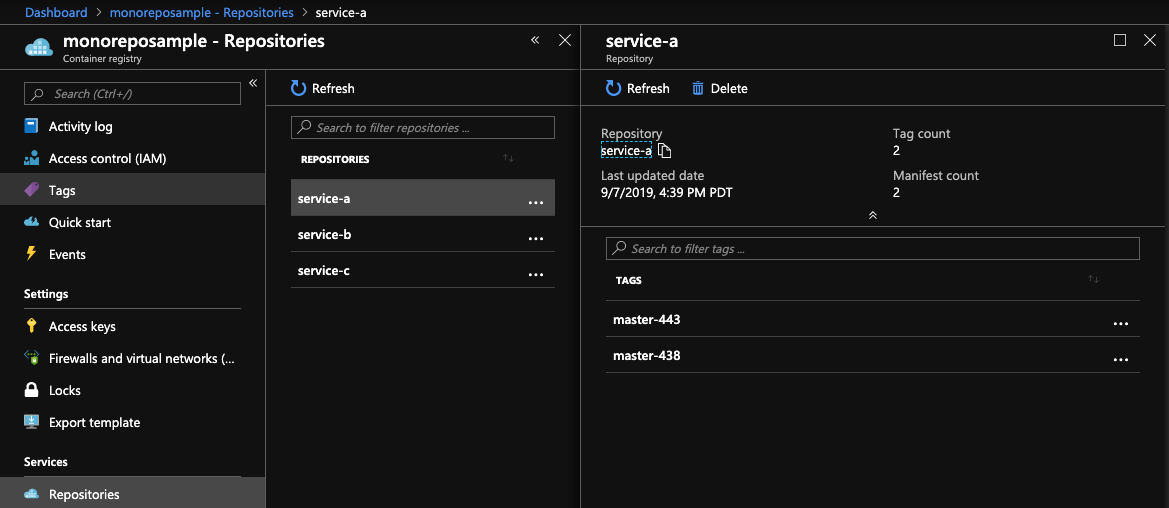 Dashboard > monoreposample - Repositories > service-a
monoreposample - Repositories
Container registry
Search (Ctrl+/)
Activity log
Access control (IAM)
Tags
Quick start
Events
Settings
Access keys
Firewalls and virtual networks (...
Locks
Export template
Services
Repositories
Refresh
Search to filter repositories ...
REPOSITORIES
service-a ...
service-b ...
service-c ...
service-a
Repository
Refresh Delete
Repository
service-a
Tag count
2
Last updated date
9/7/2019, 4:39 PM PDT
Manifest count
2
Search to filter tags ...
TAGS
master-443 ...
master-438 ...